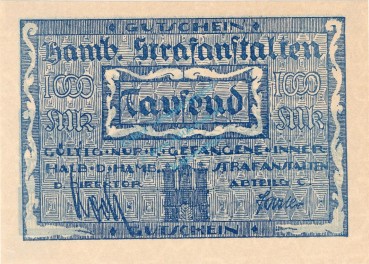 GUTSCHEIN
Hamb. Strafanstalten
1000 Mk Tausend 1000 Mk
GÜLTIG NUR F. GEFANGENE INNER
HALB D. HAMB. STRAFANSTALTEN
D. DIREKTOR ABTEILG C.
GUTSCHEIN